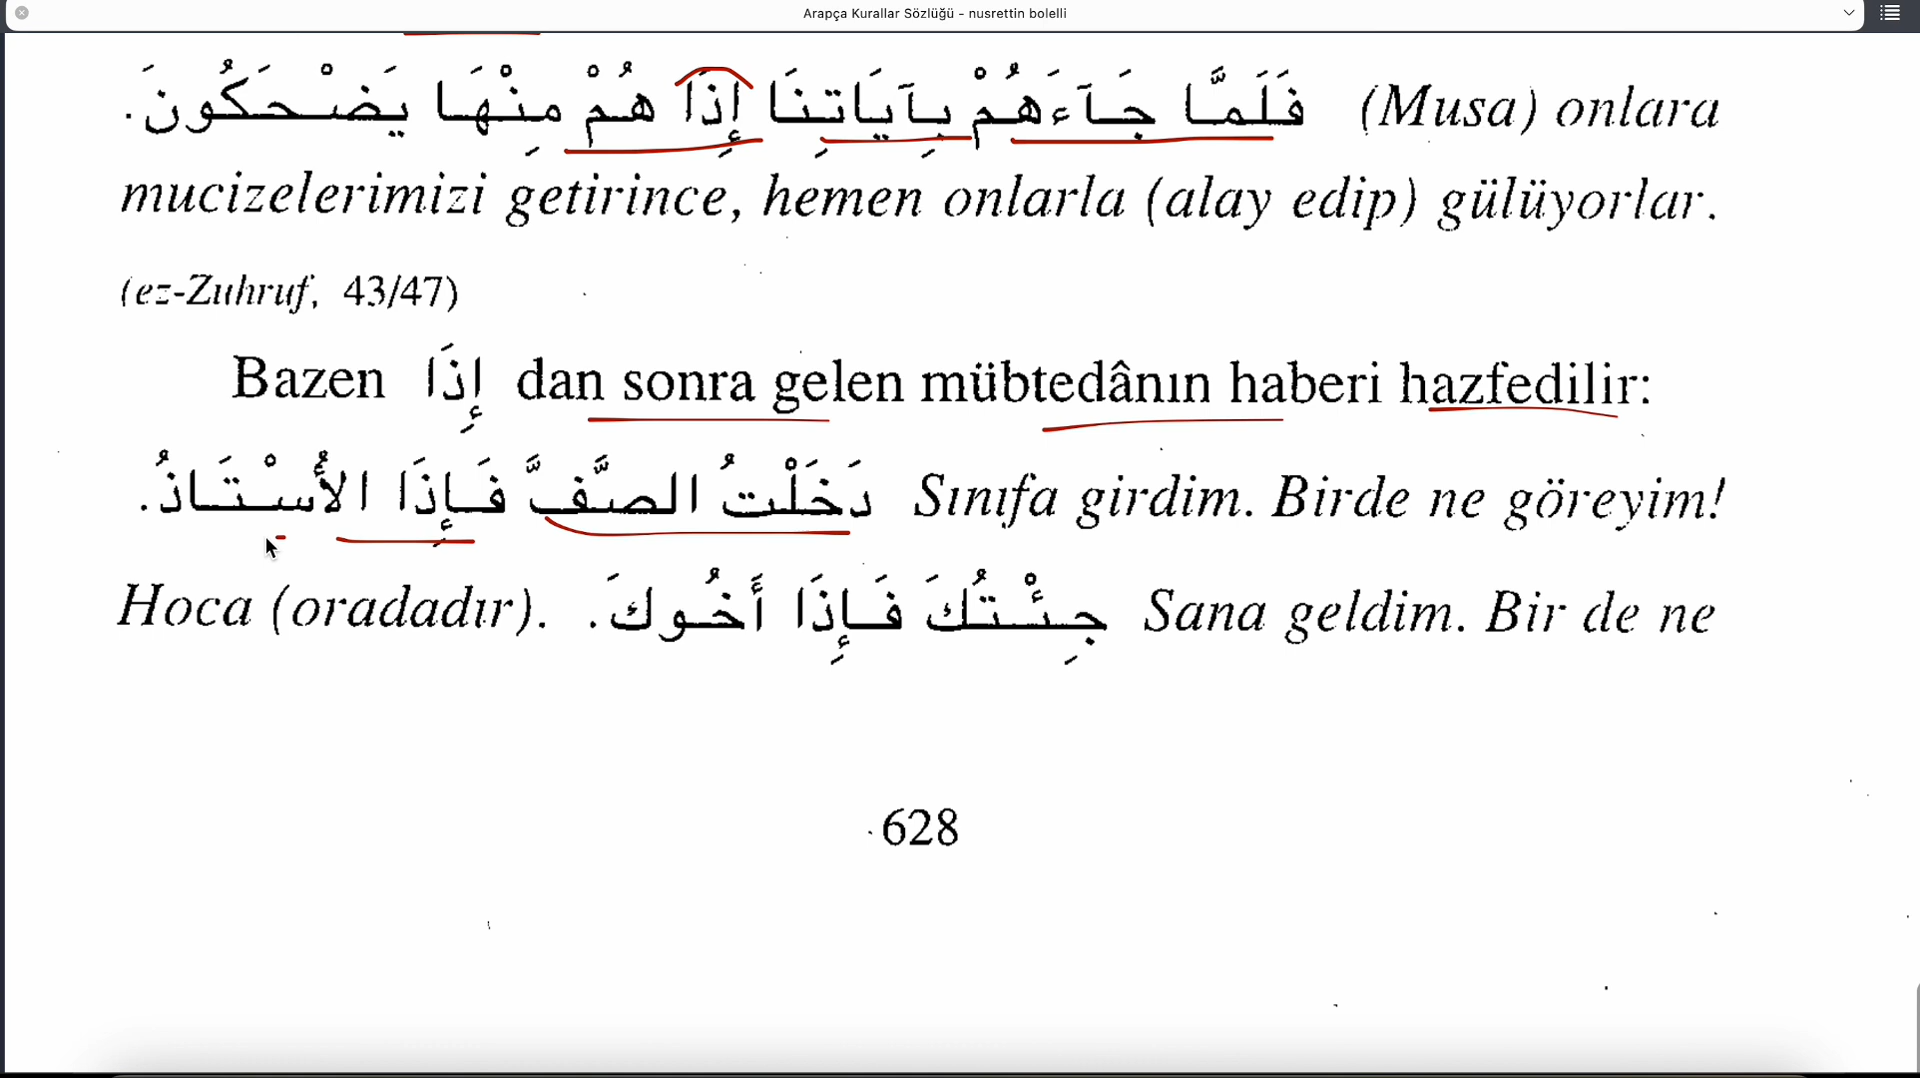 Arapça Kurallar Sözlüğü - nusrettin bolelli
فَلَمَّا جَآءَهُمْ بِآيَاتِنَا إِذَا هُمْ مِنْهَا يَضْحَكُونَ. (Musa) onlara
mucizelerimizi getirince, hemen onlarla (alay edip) gülüyorlar.
(ez-Zuhruf, 43/47)
Bazen إِذَا dan sonra gelen mübtedânın haberi hazfedilir:
دَخَلْتُ الصَّفَّ فَإِذَا الأُسْتَاذُ. Sınıfa girdim. Birde ne göreyim!
Hoca (oradadır). جِئْتُكَ فَإِذَا أَخُوكَ. Sana geldim. Bir de ne
628